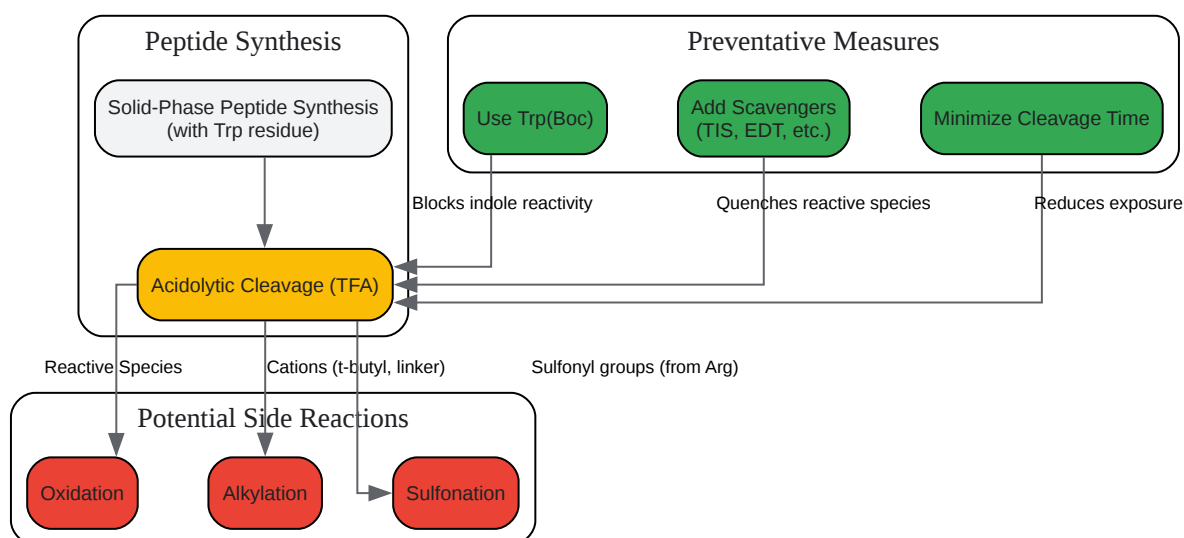 Peptide Synthesis
Preventative Measures
Solid-Phase Peptide Synthesis
(with Trp residue)
Use Trp(Boc)
Add Scavengers
(TIS, EDT, etc.)
Minimize Cleavage Time
Blocks indole reactivity
Quenches reactive species
Reduces exposure
Acidolytic Cleavage (TFA)
Reactive Species
Cations (t-butyl, linker)
Sulfonyl groups (from Arg)
Potential Side Reactions
Oxidation
Alkylation
Sulfonation